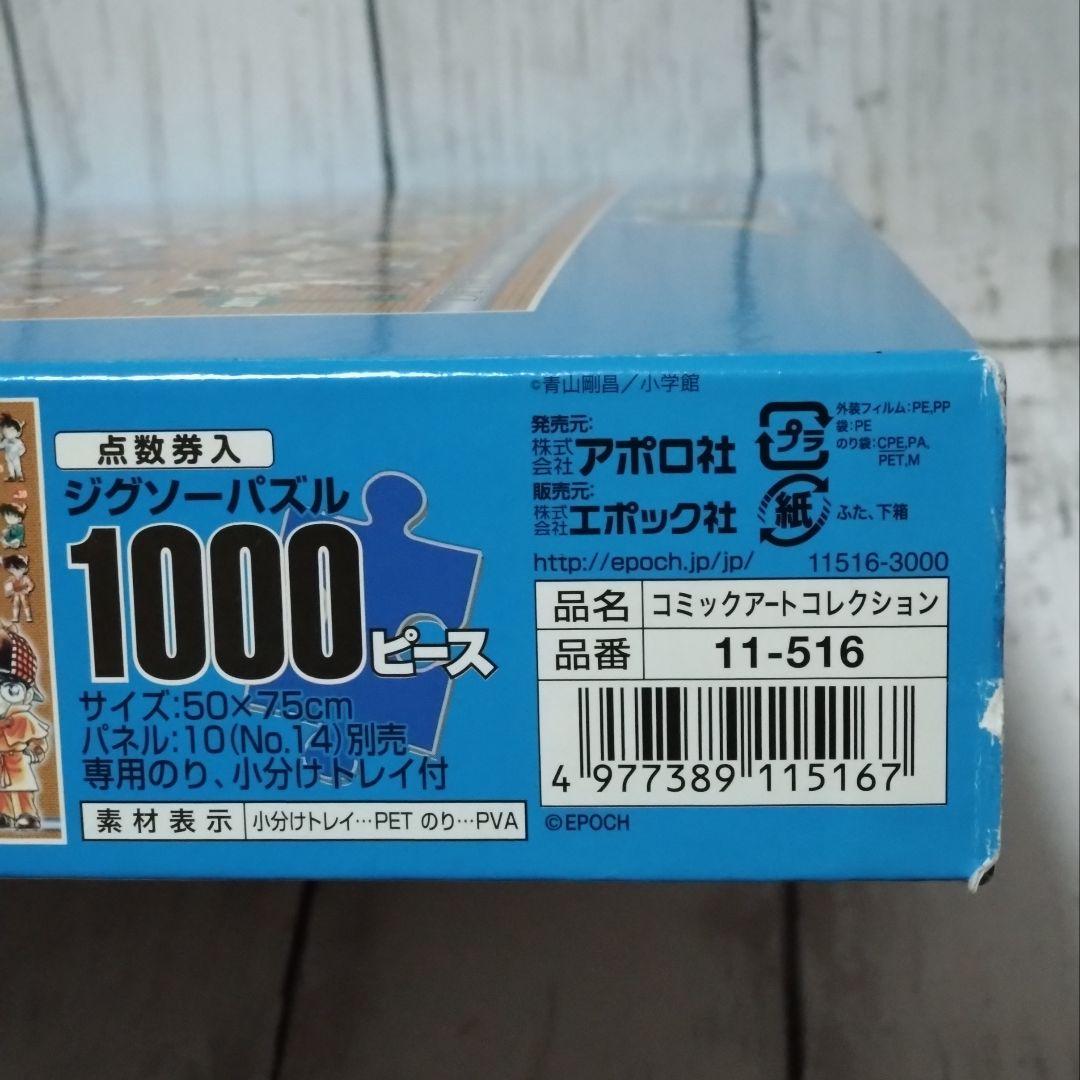 点数券入
ジグソーパズル
1000ピース
サイズ:50×75cm
パネル:10(No.14)別売
専用のり、小分けトレイ付
素材表示 小分けトレイ…PET のり…PVA
©青山剛昌／小学館
発売元:
株式会社アポロ社
販売元:
株式会社エポック社
http://epoch.jp/jp/ 11516-3000
プラ
外装フィルム:PE,PP
袋:PE
のり袋:CPE,PA,
PET,M
紙 ふた、下箱
品名 コミックアートコレクション
品番 11-516
4 977389 115167
©EPOCH